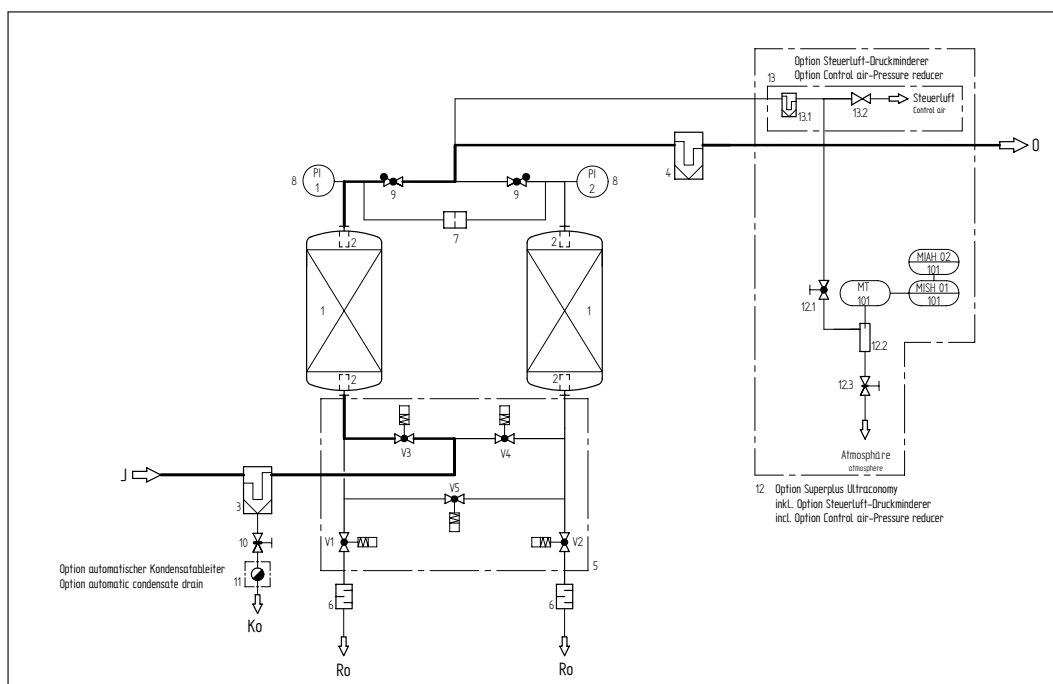 Option Steuerluft-Druckminderer
Option Control air-Pressure reducer
13
13.1
13.2
Steuerluft
Control air
O
4
8
PI
1
9
9
PI
2
8
7
2
2
1
1
2
2
12.1
MT
101
MIAH 02
101
MISH 01
101
12.2
12.3
Atmosphäre
atmosphere
12 Option Superplus Ultraconomy
inkl. Option Steuerluft-Druckminderer
incl. Option Control air-Pressure reducer
V3
V4
J
3
V5
V1
V2
10
5
Option automatischer Kondensatableiter
Option automatic condensate drain
11
6
6
Ko
Ro
Ro